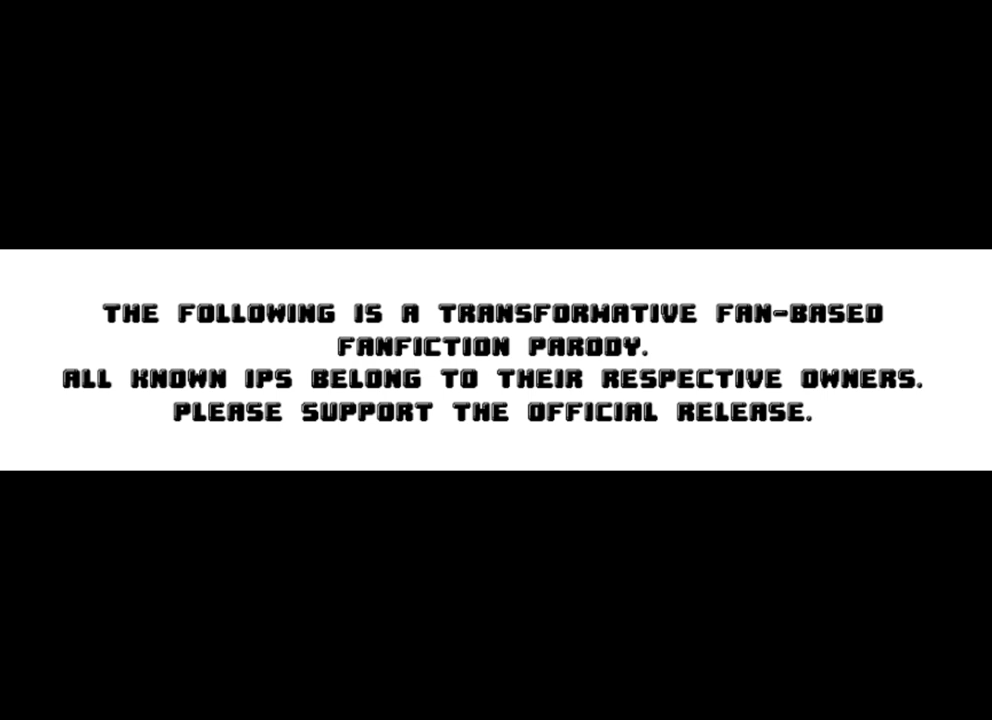 THE FOLLOWING IS A TRANSFORMATIVE FAN-BASED
FANFICTION PARODY.
ALL KNOWN IPS BELONG TO THEIR RESPECTIVE OWNERS.
PLEASE SUPPORT THE OFFICIAL RELEASE.